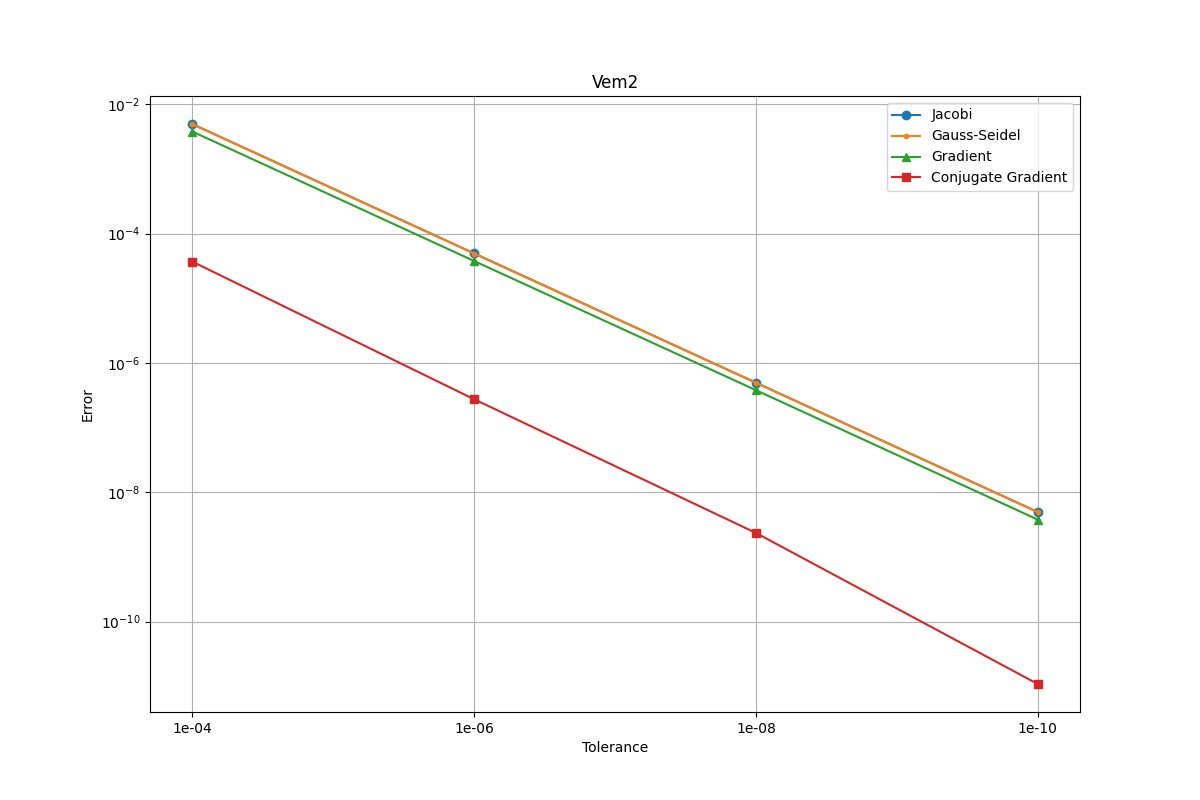 Vem2
Jacobi
Gauss-Seidel
Gradient
Conjugate Gradient
Error
10⁻²
10⁻⁴
10⁻⁶
10⁻⁸
10⁻¹⁰
1e-04 1e-06 1e-08 1e-10
Tolerance